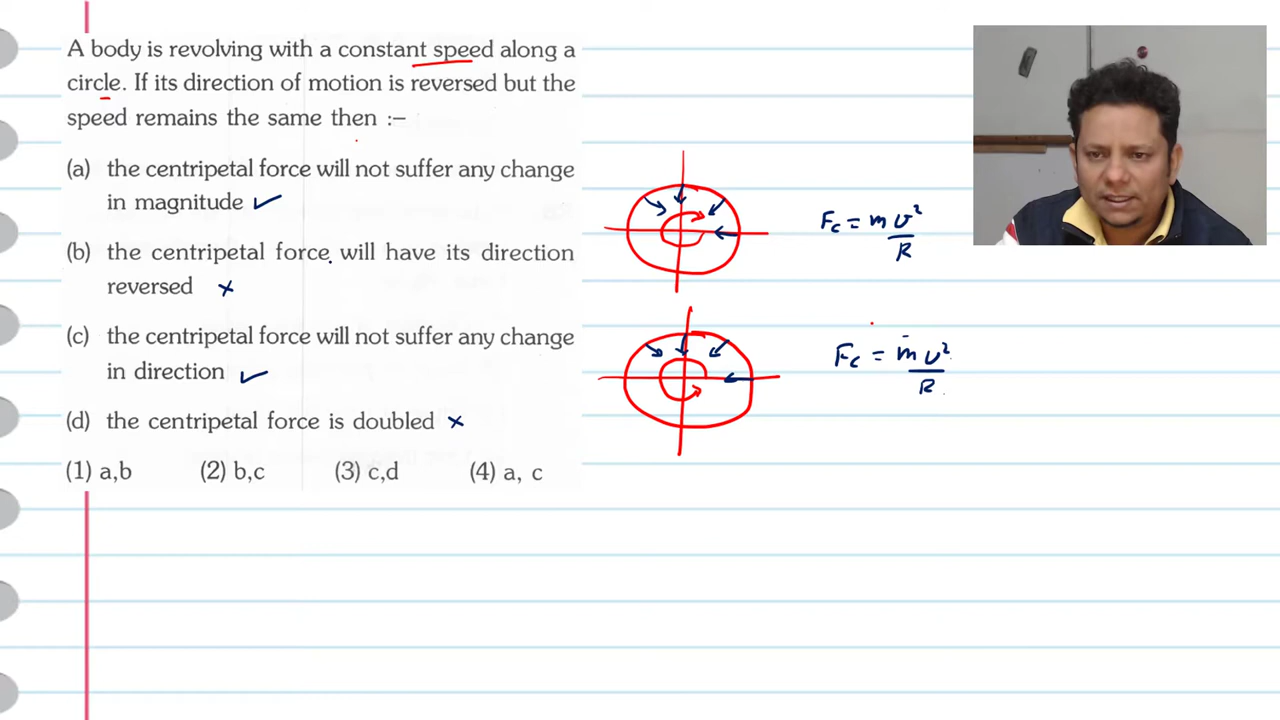 A body is revolving with a constant speed along a
circle. If its direction of motion is reversed but the
speed remains the same then :–
(a) the centripetal force will not suffer any change
in magnitude ✓
(b) the centripetal force will have its direction
reversed ×
(c) the centripetal force will not suffer any change
in direction ✓
(d) the centripetal force is doubled ×
(1) a,b (2) b,c (3) c,d (4) a, c
Fc = mv²/R
Fc = mv²/R